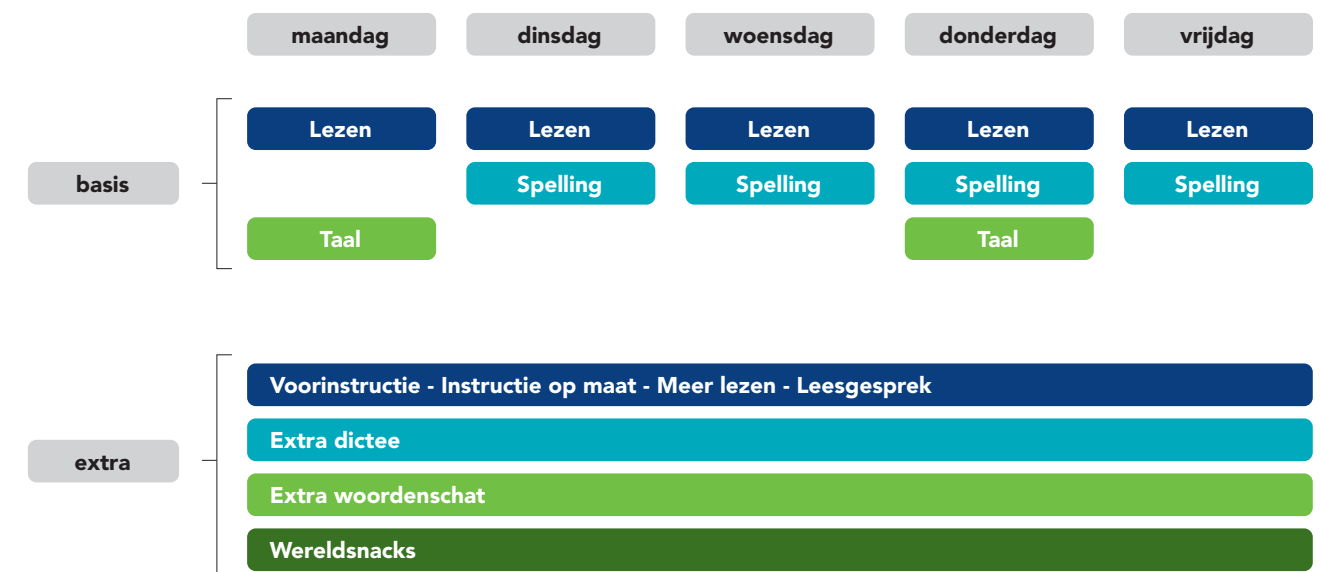 maandag dinsdag woensdag donderdag vrijdag
Lezen Lezen Lezen Lezen Lezen
basis Spelling Spelling Spelling Spelling
Taal Taal
Voorinstructie - Instructie op maat - Meer lezen - Leesgesprek
Extra dictee
extra
Extra woordenschat
Wereldsnacks